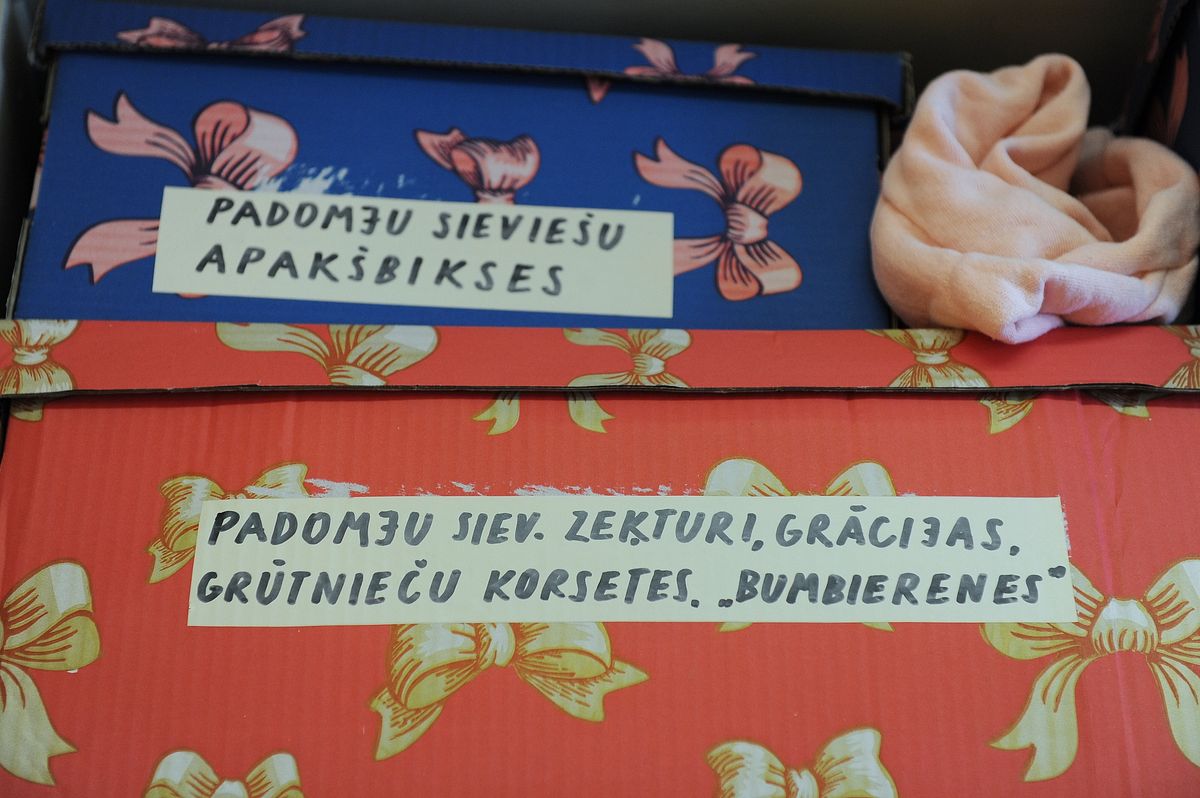 PADOMJU SIEVIEŠU
APAKŠBIKSES
PADOMJU SIEV. ZEĶTURI, GRĀCIJAS.
GRŪTNIEČU KORSETES. „BUMBIERENES“